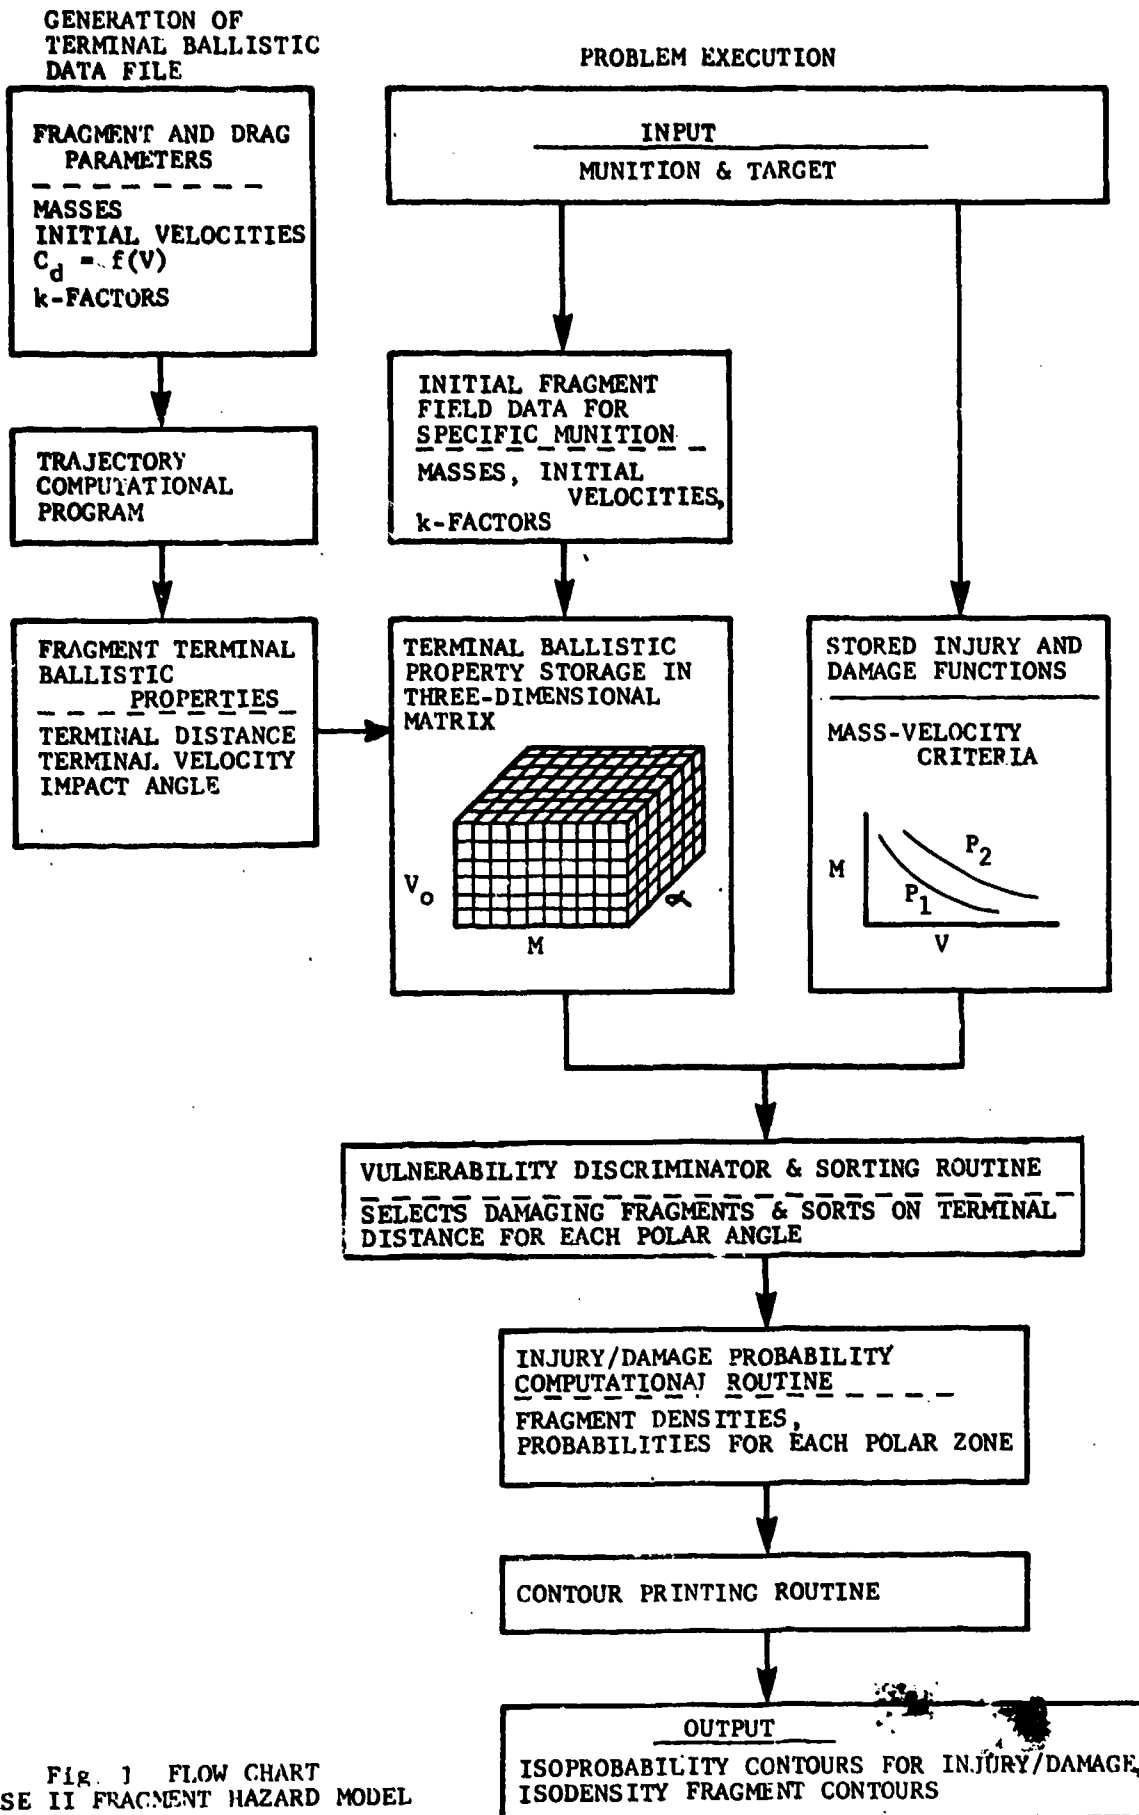 GENERATION OF
TERMINAL BALLISTIC
DATA FILE
FRAGMENT AND DRAG
PARAMETERS
MASSES
INITIAL VELOCITIES
C_d = f(V)
k-FACTORS
TRAJECTORY
COMPUTATIONAL
PROGRAM
FRAGMENT TERMINAL
BALLISTIC
PROPERTIES
TERMINAL DISTANCE
TERMINAL VELOCITY
IMPACT ANGLE
PROBLEM EXECUTION
INPUT
MUNITION & TARGET
INITIAL FRAGMENT
FIELD DATA FOR
SPECIFIC MUNITION
MASSES, INITIAL
VELOCITIES,
k-FACTORS
TERMINAL BALLISTIC
PROPERTY STORAGE IN
THREE-DIMENSIONAL
MATRIX
V_o
α
M
STORED INJURY AND
DAMAGE FUNCTIONS
MASS-VELOCITY
CRITERIA
M
P_2
P_1
V
VULNERABILITY DISCRIMINATOR & SORTING ROUTINE
SELECTS DAMAGING FRAGMENTS & SORTS ON TERMINAL
DISTANCE FOR EACH POLAR ANGLE
INJURY/DAMAGE PROBABILITY
COMPUTATIONAL ROUTINE
FRAGMENT DENSITIES,
PROBABILITIES FOR EACH POLAR ZONE
CONTOUR PRINTING ROUTINE
OUTPUT
ISOPROBABILITY CONTOURS FOR INJURY/DAMAGE,
ISODENSITY FRAGMENT CONTOURS
Fig. 1 FLOW CHART
SE II FRAGMENT HAZARD MODEL